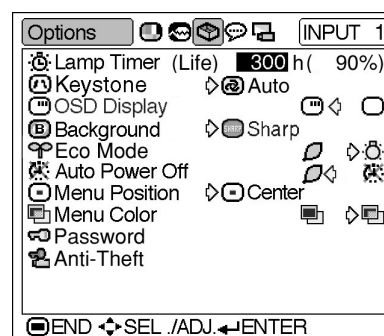 Options INPUT 1
Lamp Timer (Life) 300 h ( 90%)
Keystone Auto
OSD Display
Background SHARP Sharp
Eco Mode
Auto Power Off
Menu Position Center
Menu Color
Password
Anti-Theft
END SEL./ADJ. ENTER